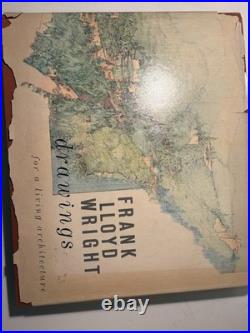 FRANK
LLOYD
WRIGHT
drawings
for a living architecture